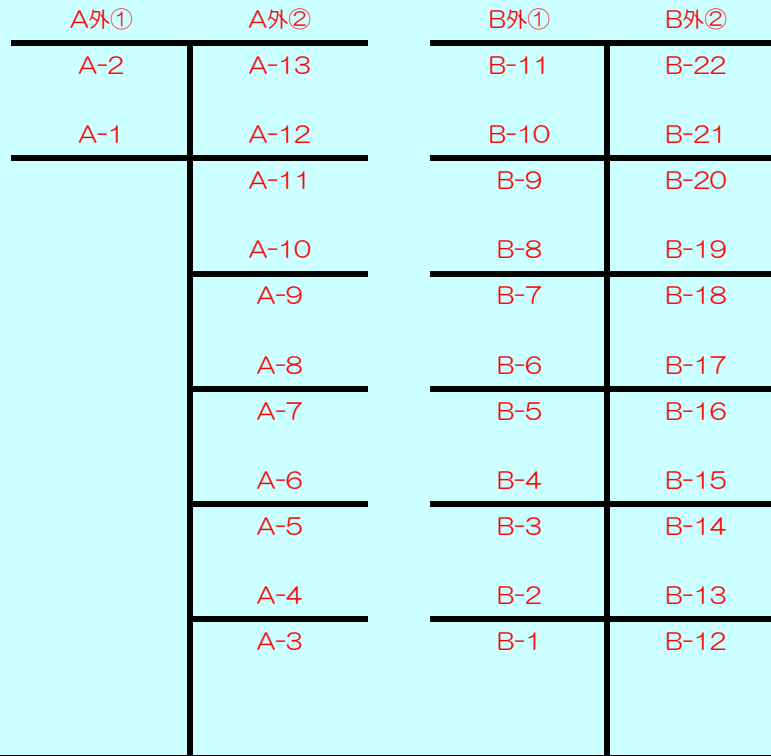 A外① A外② B外① B外②
A-2 A-13 B-11 B-22
A-1 A-12 B-10 B-21
A-11 B-9 B-20
A-10 B-8 B-19
A-9 B-7 B-18
A-8 B-6 B-17
A-7 B-5 B-16
A-6 B-4 B-15
A-5 B-3 B-14
A-4 B-2 B-13
A-3 B-1 B-12